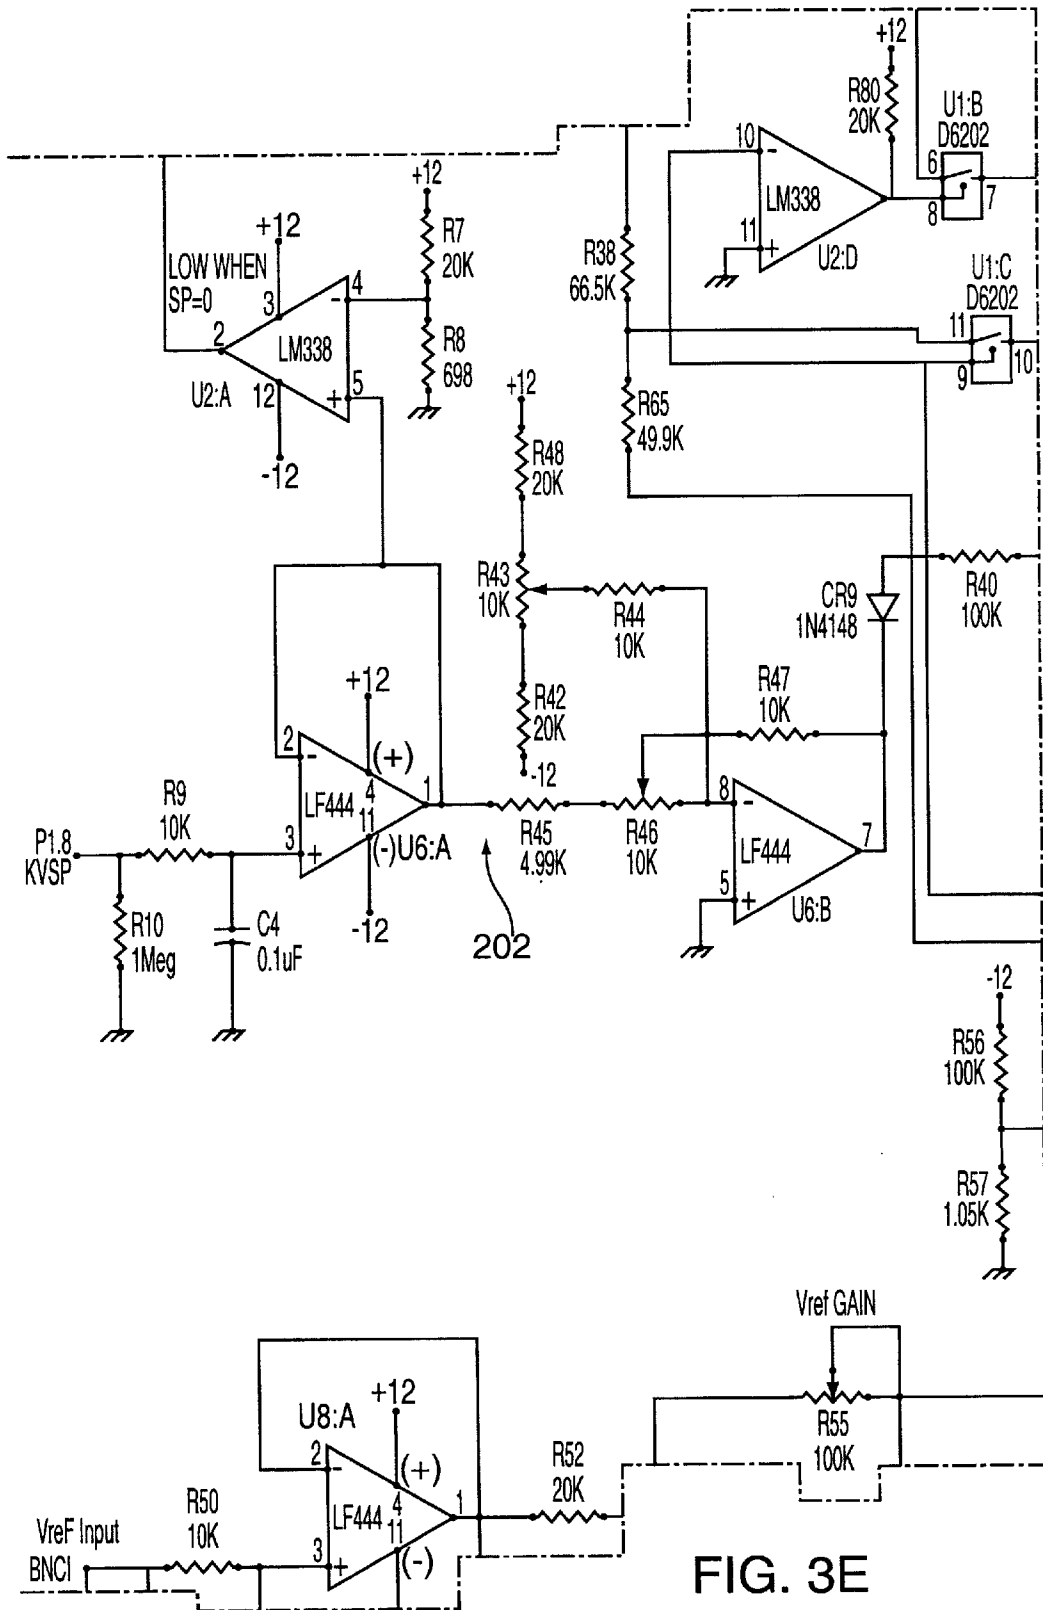 +12
R80
20K
U1:B
D6202
6
7
8
10
-
LM338
11
+
U2:D
U1:C
D6202
11
10
9
+12
R7
20K
+12
LOW WHEN
SP=0
3
4
-
2
LM338
R8
698
U2:A
12
5
+
-12
R38
66.5K
R65
49.9K
+12
R48
20K
R43
10K
R44
10K
R42
20K
-12
CR9
1N4148
R40
100K
R47
10K
+12
(+)
2
-
4
1
LF444
11
3
+
(-)
U6:A
-12
P1.8
KVSP
R9
10K
R10
1Meg
C4
0.1uF
R45
4.99K
R46
10K
202
8
-
7
LF444
5
+
U6:B
-12
R56
100K
R57
1.05K
Vref GAIN
R55
100K
U8:A
+12
(+)
2
-
4
1
LF444
11
3
+
(-)
R52
20K
R50
10K
VreF Input
BNCI
FIG. 3E